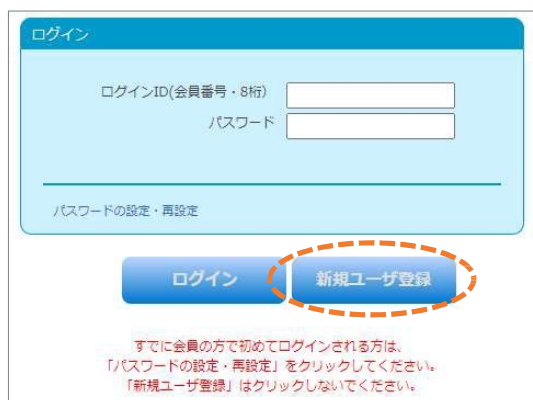 ログイン
ログインID(会員番号・8桁)
パスワード
パスワードの設定・再設定
ログイン
新規ユーザ登録
すでに会員の方で初めてログインされる方は、
「パスワードの設定・再設定」をクリックしてください。
「新規ユーザ登録」はクリックしないでください。